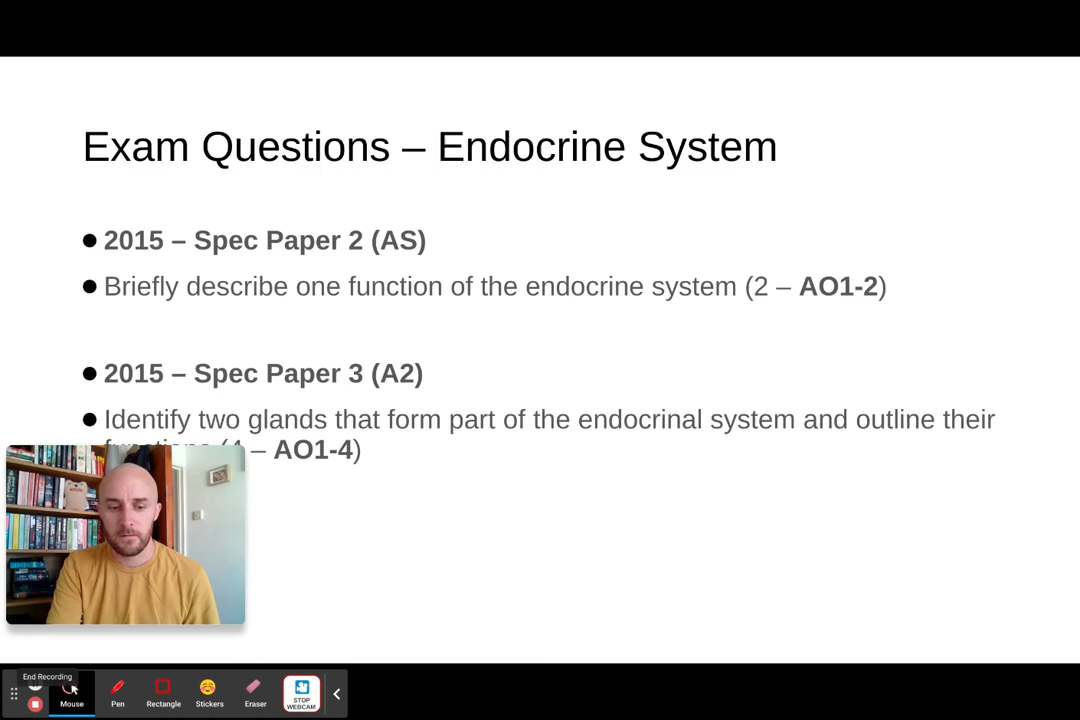 Exam Questions – Endocrine System
2015 – Spec Paper 2 (AS)
Briefly describe one function of the endocrine system (2 – AO1-2)
2015 – Spec Paper 3 (A2)
Identify two glands that form part of the endocrinal system and outline their
functions (4 – AO1-4)
End Recording
Mouse
Pen
Rectangle
Stickers
Eraser
STOP
WEBCAM